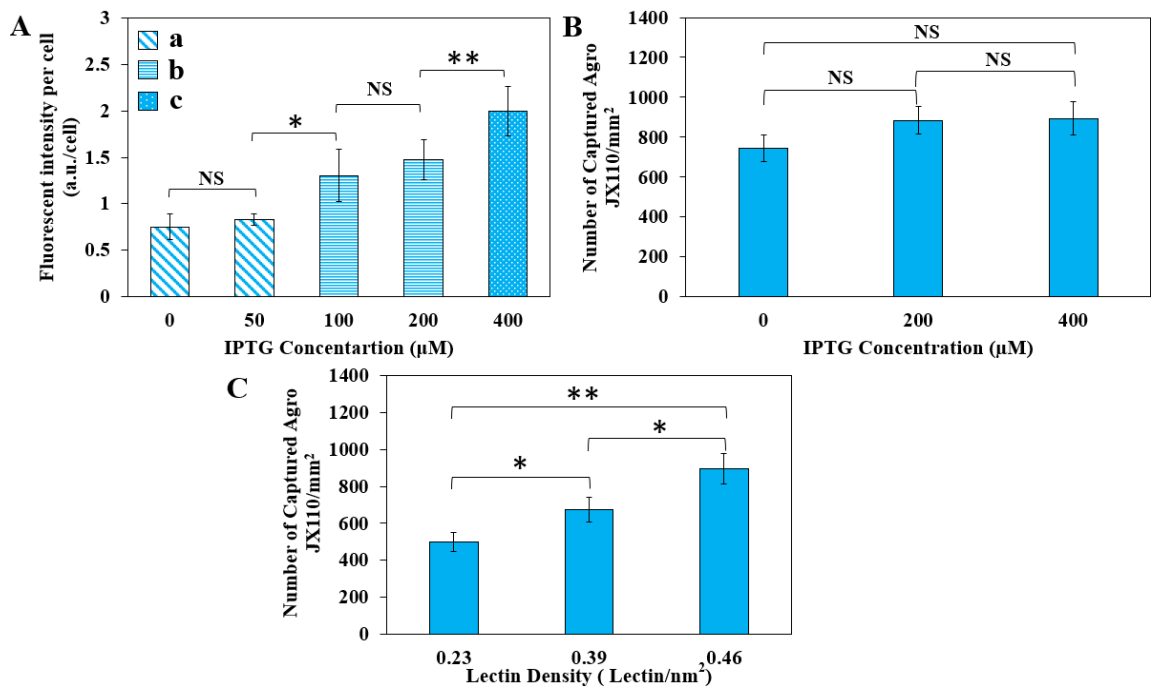 A
Fluorescent intensity per cell
(a.u./cell)
3
2.5
2
1.5
1
0.5
0
a
b
c
NS
*
NS
**
0 50 100 200 400
IPTG Concentartion (µM)
B
Number of Captured Agro
JX110/mm²
1400
1200
1000
800
600
400
200
0
NS
NS
NS
0 200 400
IPTG Concentration (µM)
C
Number of Captured Agro
JX110/mm²
1400
1200
1000
800
600
400
200
0
**
*
*
0.23 0.39 0.46
Lectin Density ( Lectin/nm²)